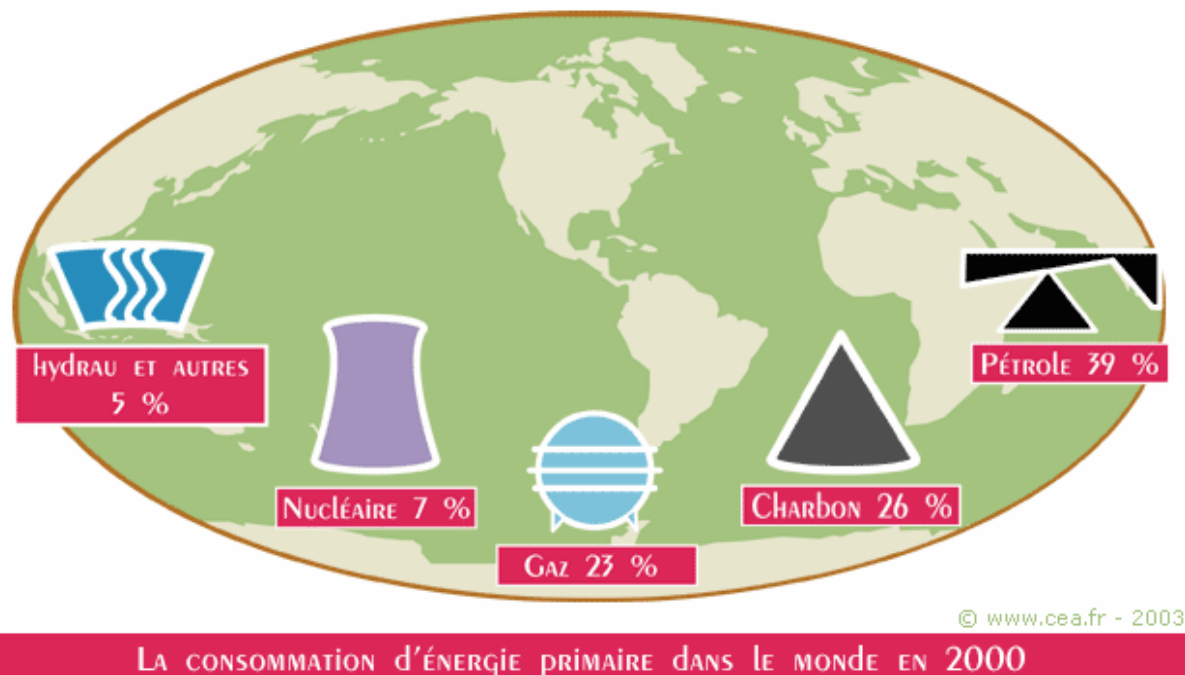 hydrau et autres
5 %
Nucléaire 7 %
Gaz 23 %
Charbon 26 %
Pétrole 39 %
© www.cea.fr - 2003
La consommation d'énergie primaire dans le monde en 2000